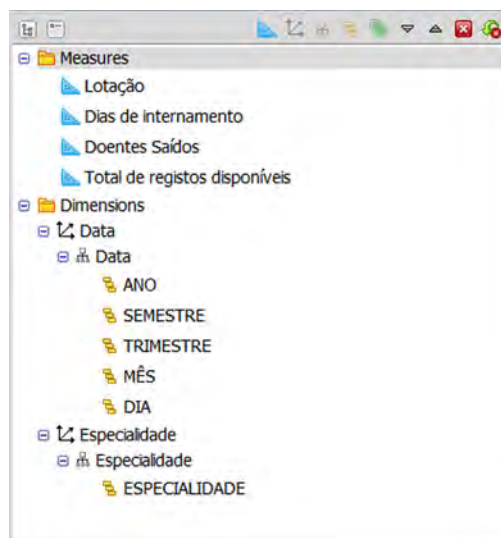 Measures
Lotação
Dias de internamento
Doentes Saídos
Total de registos disponíveis
Dimensions
Data
Data
ANO
SEMESTRE
TRIMESTRE
MÊS
DIA
Especialidade
Especialidade
ESPECIALIDADE